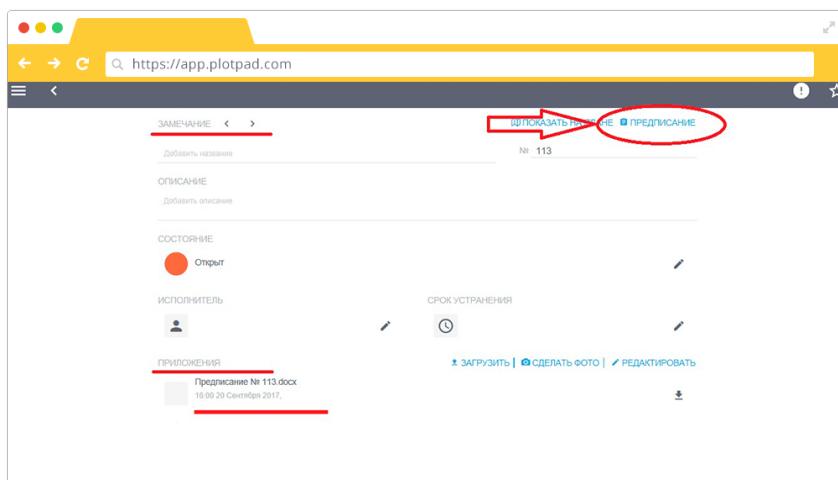 https://app.plotpad.com
ЗАМЕЧАНИЕ
ПОКАЗАТЬ НА ПЛАНЕ ПРЕДПИСАНИЕ
Добавить название
№ 113
ОПИСАНИЕ
Добавить описание
СОСТОЯНИЕ
Открыт
ИСПОЛНИТЕЛЬ СРОК УСТРАНЕНИЯ
ПРИЛОЖЕНИЯ
ЗАГРУЗИТЬ | СДЕЛАТЬ ФОТО | РЕДАКТИРОВАТЬ
Предписание № 113.docx
16:00 20 Сентября 2017,